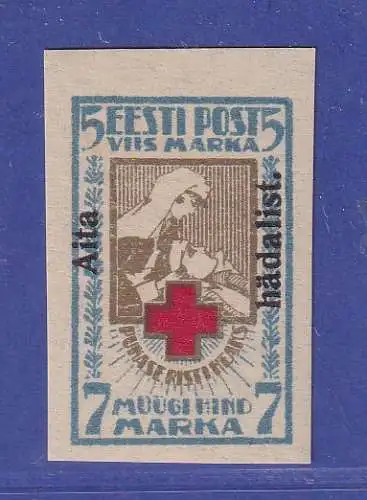 5 EESTI POST 5
VIIS MARKA
Aita
hädalist.
PUNASE RISTI HEAKS
7 MÜÜGI HIND 7
MARKA